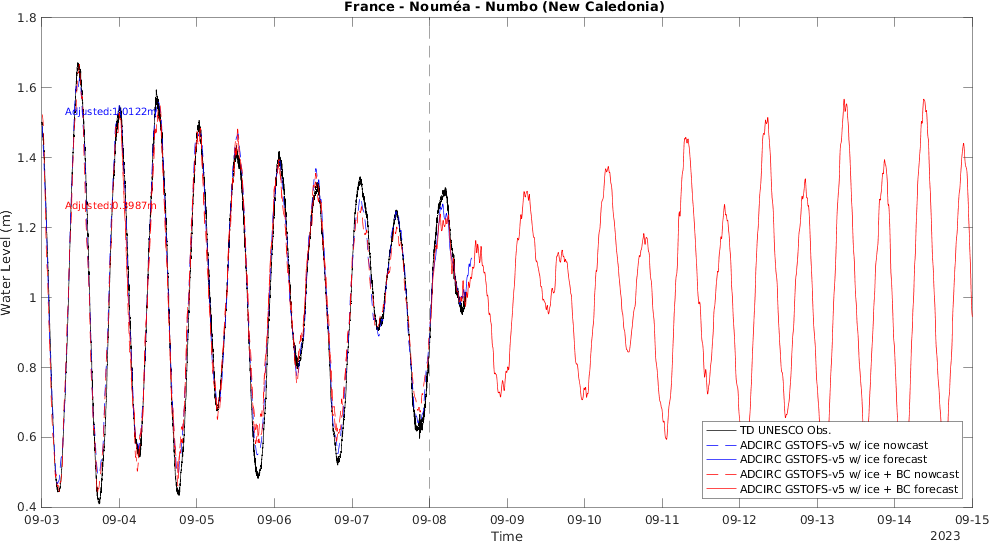 France - Nouméa - Numbo (New Caledonia)
Water Level (m)
1.8
1.6
1.4
1.2
1
0.8
0.6
0.4
Adjusted:1.0122m
Adjusted:0.3987m
TD UNESCO Obs.
ADCIRC GSTOFS-v5 w/ ice nowcast
ADCIRC GSTOFS-v5 w/ ice forecast
ADCIRC GSTOFS-v5 w/ ice + BC nowcast
ADCIRC GSTOFS-v5 w/ ice + BC forecast
09-03 09-04 09-05 09-06 09-07 09-08 09-09 09-10 09-11 09-12 09-13 09-14 09-15
Time
2023